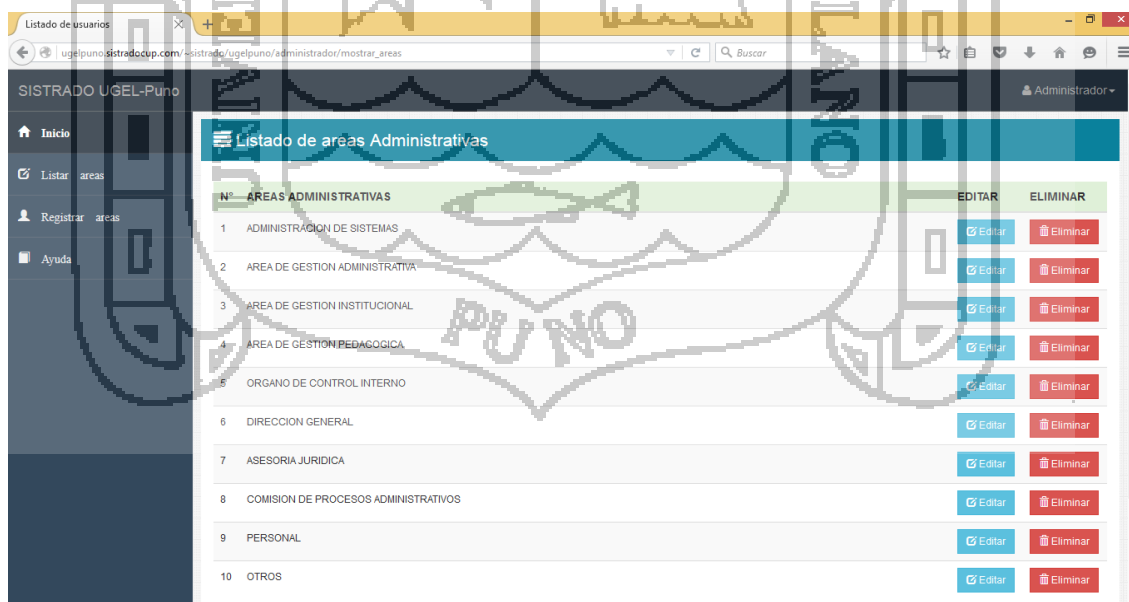 Listado de usuarios
ugelpuno.sistradocup.com/~sistrado/ugelpuno/administrador/mostrar_areas
Buscar
SISTRADO UGEL-Puno
Administrador
Inicio
Listar areas
Registrar areas
Ayuda
Listado de areas Administrativas
N° AREAS ADMINISTRATIVAS EDITAR ELIMINAR
1 ADMINISTRACION DE SISTEMAS Editar Eliminar
2 AREA DE GESTION ADMINISTRATIVA Editar Eliminar
3 AREA DE GESTION INSTITUCIONAL Editar Eliminar
4 AREA DE GESTION PEDAGOGICA Editar Eliminar
5 ORGANO DE CONTROL INTERNO Editar Eliminar
6 DIRECCION GENERAL Editar Eliminar
7 ASESORIA JURIDICA Editar Eliminar
8 COMISION DE PROCESOS ADMINISTRATIVOS Editar Eliminar
9 PERSONAL Editar Eliminar
10 OTROS Editar Eliminar
PUNO